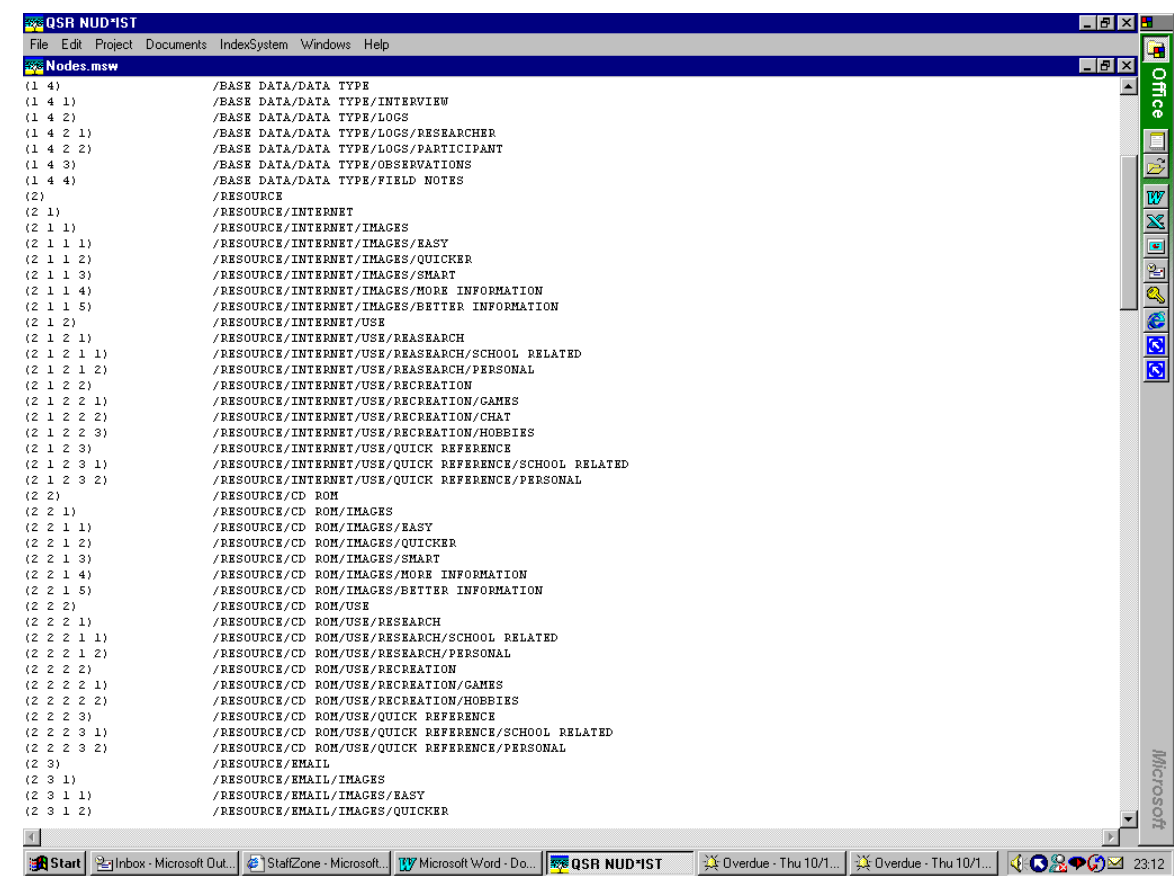 QSR NUD*IST
File Edit Project Documents IndexSystem Windows Help
Nodes.msw
(1 4) /BASE DATA/DATA TYPE
(1 4 1) /BASE DATA/DATA TYPE/INTERVIEW
(1 4 2) /BASE DATA/DATA TYPE/LOGS
(1 4 2 1) /BASE DATA/DATA TYPE/LOGS/RESEARCHER
(1 4 2 2) /BASE DATA/DATA TYPE/LOGS/PARTICIPANT
(1 4 3) /BASE DATA/DATA TYPE/OBSERVATIONS
(1 4 4) /BASE DATA/DATA TYPE/FIELD NOTES
(2) /RESOURCE
(2 1) /RESOURCE/INTERNET
(2 1 1) /RESOURCE/INTERNET/IMAGES
(2 1 1 1) /RESOURCE/INTERNET/IMAGES/EASY
(2 1 1 2) /RESOURCE/INTERNET/IMAGES/QUICKER
(2 1 1 3) /RESOURCE/INTERNET/IMAGES/SMART
(2 1 1 4) /RESOURCE/INTERNET/IMAGES/MORE INFORMATION
(2 1 1 5) /RESOURCE/INTERNET/IMAGES/BETTER INFORMATION
(2 1 2) /RESOURCE/INTERNET/USE
(2 1 2 1) /RESOURCE/INTERNET/USE/REASEARCH
(2 1 2 1 1) /RESOURCE/INTERNET/USE/REASEARCH/SCHOOL RELATED
(2 1 2 1 2) /RESOURCE/INTERNET/USE/REASEARCH/PERSONAL
(2 1 2 2) /RESOURCE/INTERNET/USE/RECREATION
(2 1 2 2 1) /RESOURCE/INTERNET/USE/RECREATION/GAMES
(2 1 2 2 2) /RESOURCE/INTERNET/USE/RECREATION/CHAT
(2 1 2 2 3) /RESOURCE/INTERNET/USE/RECREATION/HOBBIES
(2 1 2 3) /RESOURCE/INTERNET/USE/QUICK REFERENCE
(2 1 2 3 1) /RESOURCE/INTERNET/USE/QUICK REFERENCE/SCHOOL RELATED
(2 1 2 3 2) /RESOURCE/INTERNET/USE/QUICK REFERENCE/PERSONAL
(2 2) /RESOURCE/CD ROM
(2 2 1) /RESOURCE/CD ROM/IMAGES
(2 2 1 1) /RESOURCE/CD ROM/IMAGES/EASY
(2 2 1 2) /RESOURCE/CD ROM/IMAGES/QUICKER
(2 2 1 3) /RESOURCE/CD ROM/IMAGES/SMART
(2 2 1 4) /RESOURCE/CD ROM/IMAGES/MORE INFORMATION
(2 2 1 5) /RESOURCE/CD ROM/IMAGES/BETTER INFORMATION
(2 2 2) /RESOURCE/CD ROM/USE
(2 2 2 1) /RESOURCE/CD ROM/USE/RESEARCH
(2 2 2 1 1) /RESOURCE/CD ROM/USE/RESEARCH/SCHOOL RELATED
(2 2 2 1 2) /RESOURCE/CD ROM/USE/RESEARCH/PERSONAL
(2 2 2 2) /RESOURCE/CD ROM/USE/RECREATION
(2 2 2 2 1) /RESOURCE/CD ROM/USE/RECREATION/GAMES
(2 2 2 2 2) /RESOURCE/CD ROM/USE/RECREATION/HOBBIES
(2 2 2 3) /RESOURCE/CD ROM/USE/QUICK REFERENCE
(2 2 2 3 1) /RESOURCE/CD ROM/USE/QUICK REFERENCE/SCHOOL RELATED
(2 2 2 3 2) /RESOURCE/CD ROM/USE/QUICK REFERENCE/PERSONAL
(2 3) /RESOURCE/EMAIL
(2 3 1) /RESOURCE/EMAIL/IMAGES
(2 3 1 1) /RESOURCE/EMAIL/IMAGES/EASY
(2 3 1 2) /RESOURCE/EMAIL/IMAGES/QUICKER
Office
Microsoft
Start Inbox - Microsoft Out... StaffZone - Microsoft... Microsoft Word - Do... QSR NUD*IST Overdue - Thu 10/1... Overdue - Thu 10/1... 23:12